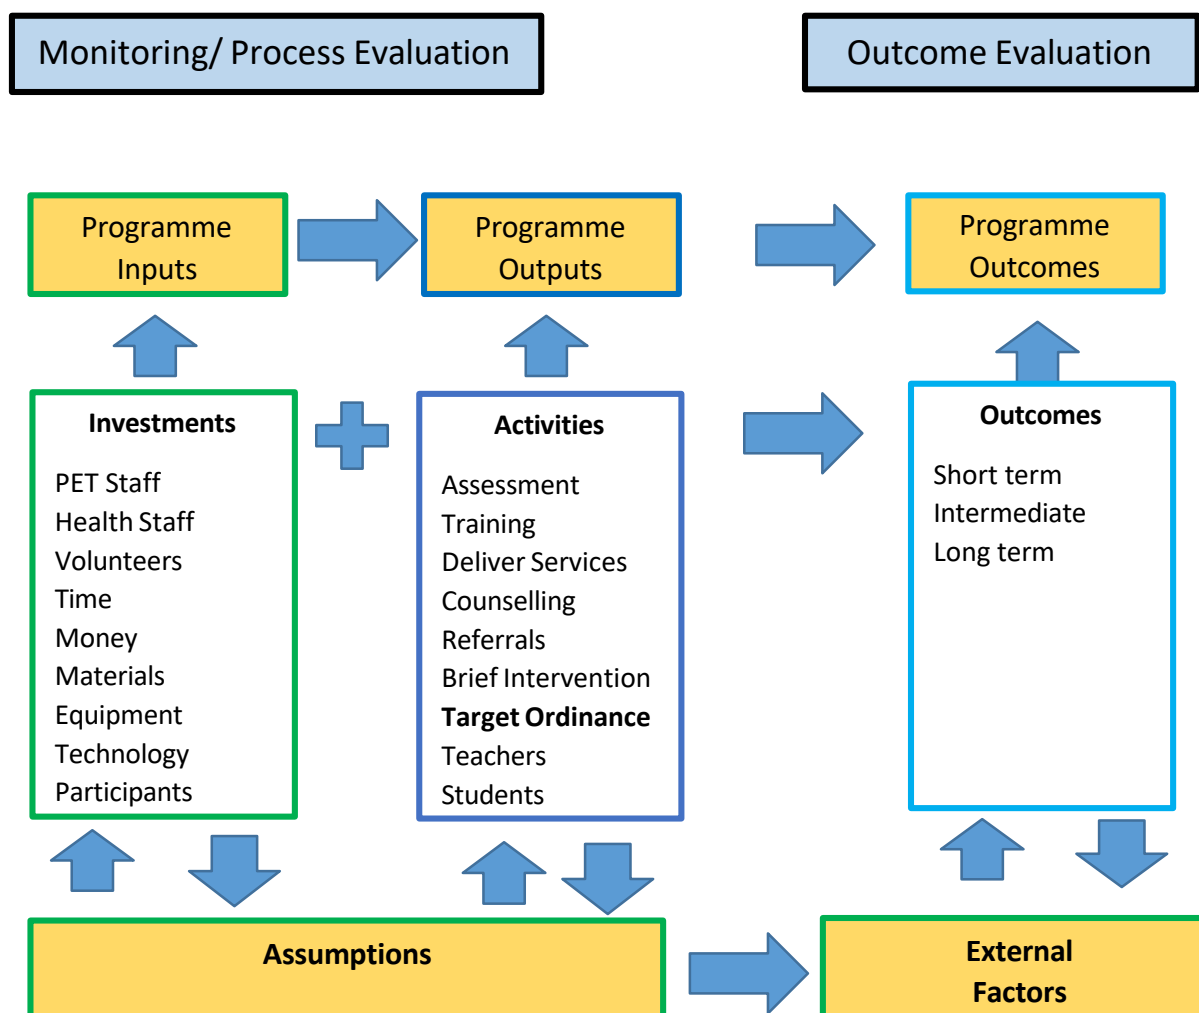 Monitoring/ Process Evaluation
Outcome Evaluation
Programme
Inputs
Programme
Outputs
Programme
Outcomes
Investments
PET Staff
Health Staff
Volunteers
Time
Money
Materials
Equipment
Technology
Participants
Activities
Assessment
Training
Deliver Services
Counselling
Referrals
Brief Intervention
Target Ordinance
Teachers
Students
Outcomes
Short term
Intermediate
Long term
Assumptions
External
Factors